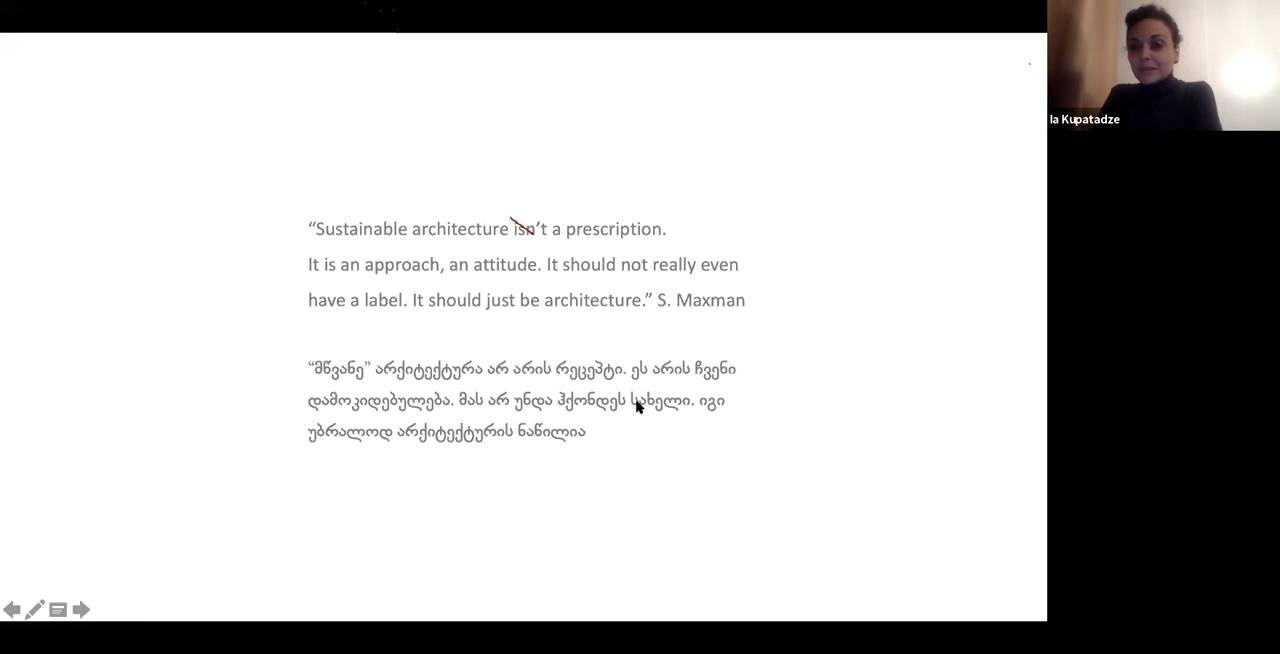 “Sustainable architecture isn’t a prescription.
It is an approach, an attitude. It should not really even
have a label. It should just be architecture.” S. Maxman
“მწვანე” არქიტექტურა არ არის რეცეპტი. ეს არის ჩვენი
დამოკიდებულება. მას არ უნდა ჰქონდეს სახელი. იგი
უბრალოდ არქიტექტურის ნაწილია
Ia Kupatadze